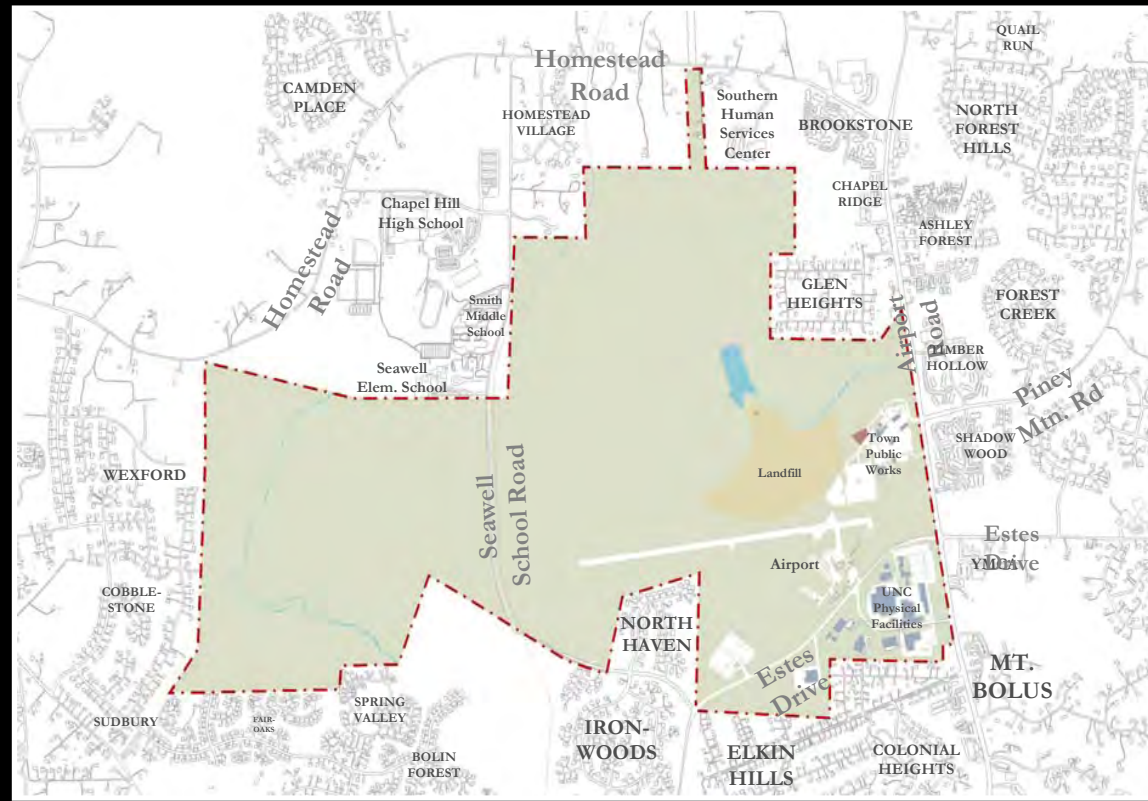 QUAIL
RUN
Homestead
Road
CAMDEN
PLACE
HOMESTEAD
VILLAGE
Southern
Human
Services
Center
BROOKSTONE
NORTH
FOREST
HILLS
CHAPEL
RIDGE
Chapel Hill
High School
ASHLEY
FOREST
Homestead
Road
GLEN
HEIGHTS
FOREST
CREEK
Smith
Middle
School
Airport
Road
TIMBER
HOLLOW
Seawell
Elem. School
Piney
Mtn. Rd
Town
Public
Works
SHADOW
WOOD
Landfill
WEXFORD
Seawell
School Road
Estes
Drive
YMCA
Airport
COBBLE-
STONE
UNC
Physical
Facilities
NORTH
HAVEN
Estes
Drive
MT.
BOLUS
SPRING
VALLEY
SUDBURY
FAIR-
OAKS
IRON-
WOODS
BOLIN
FOREST
ELKIN
HILLS
COLONIAL
HEIGHTS